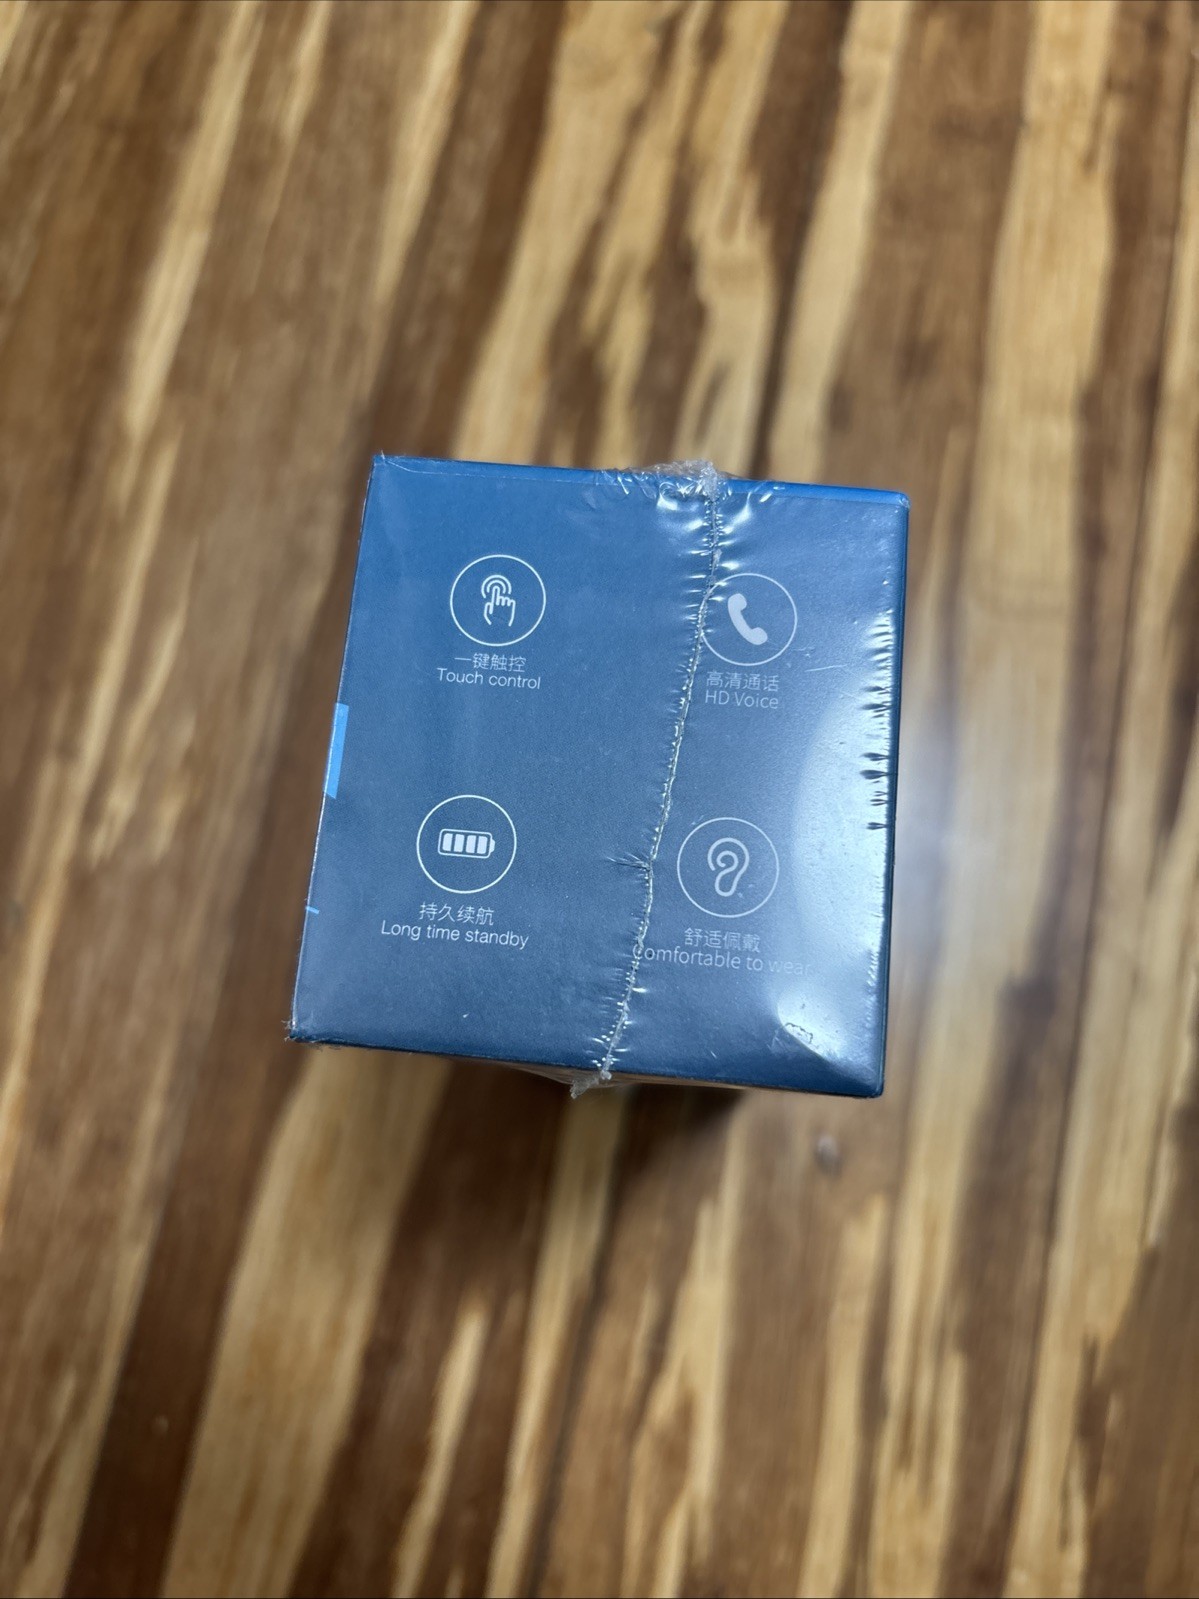 一键触控
Touch control
高清通话
HD Voice
持久续航
Long time standby
舒适佩戴
Comfortable to wear